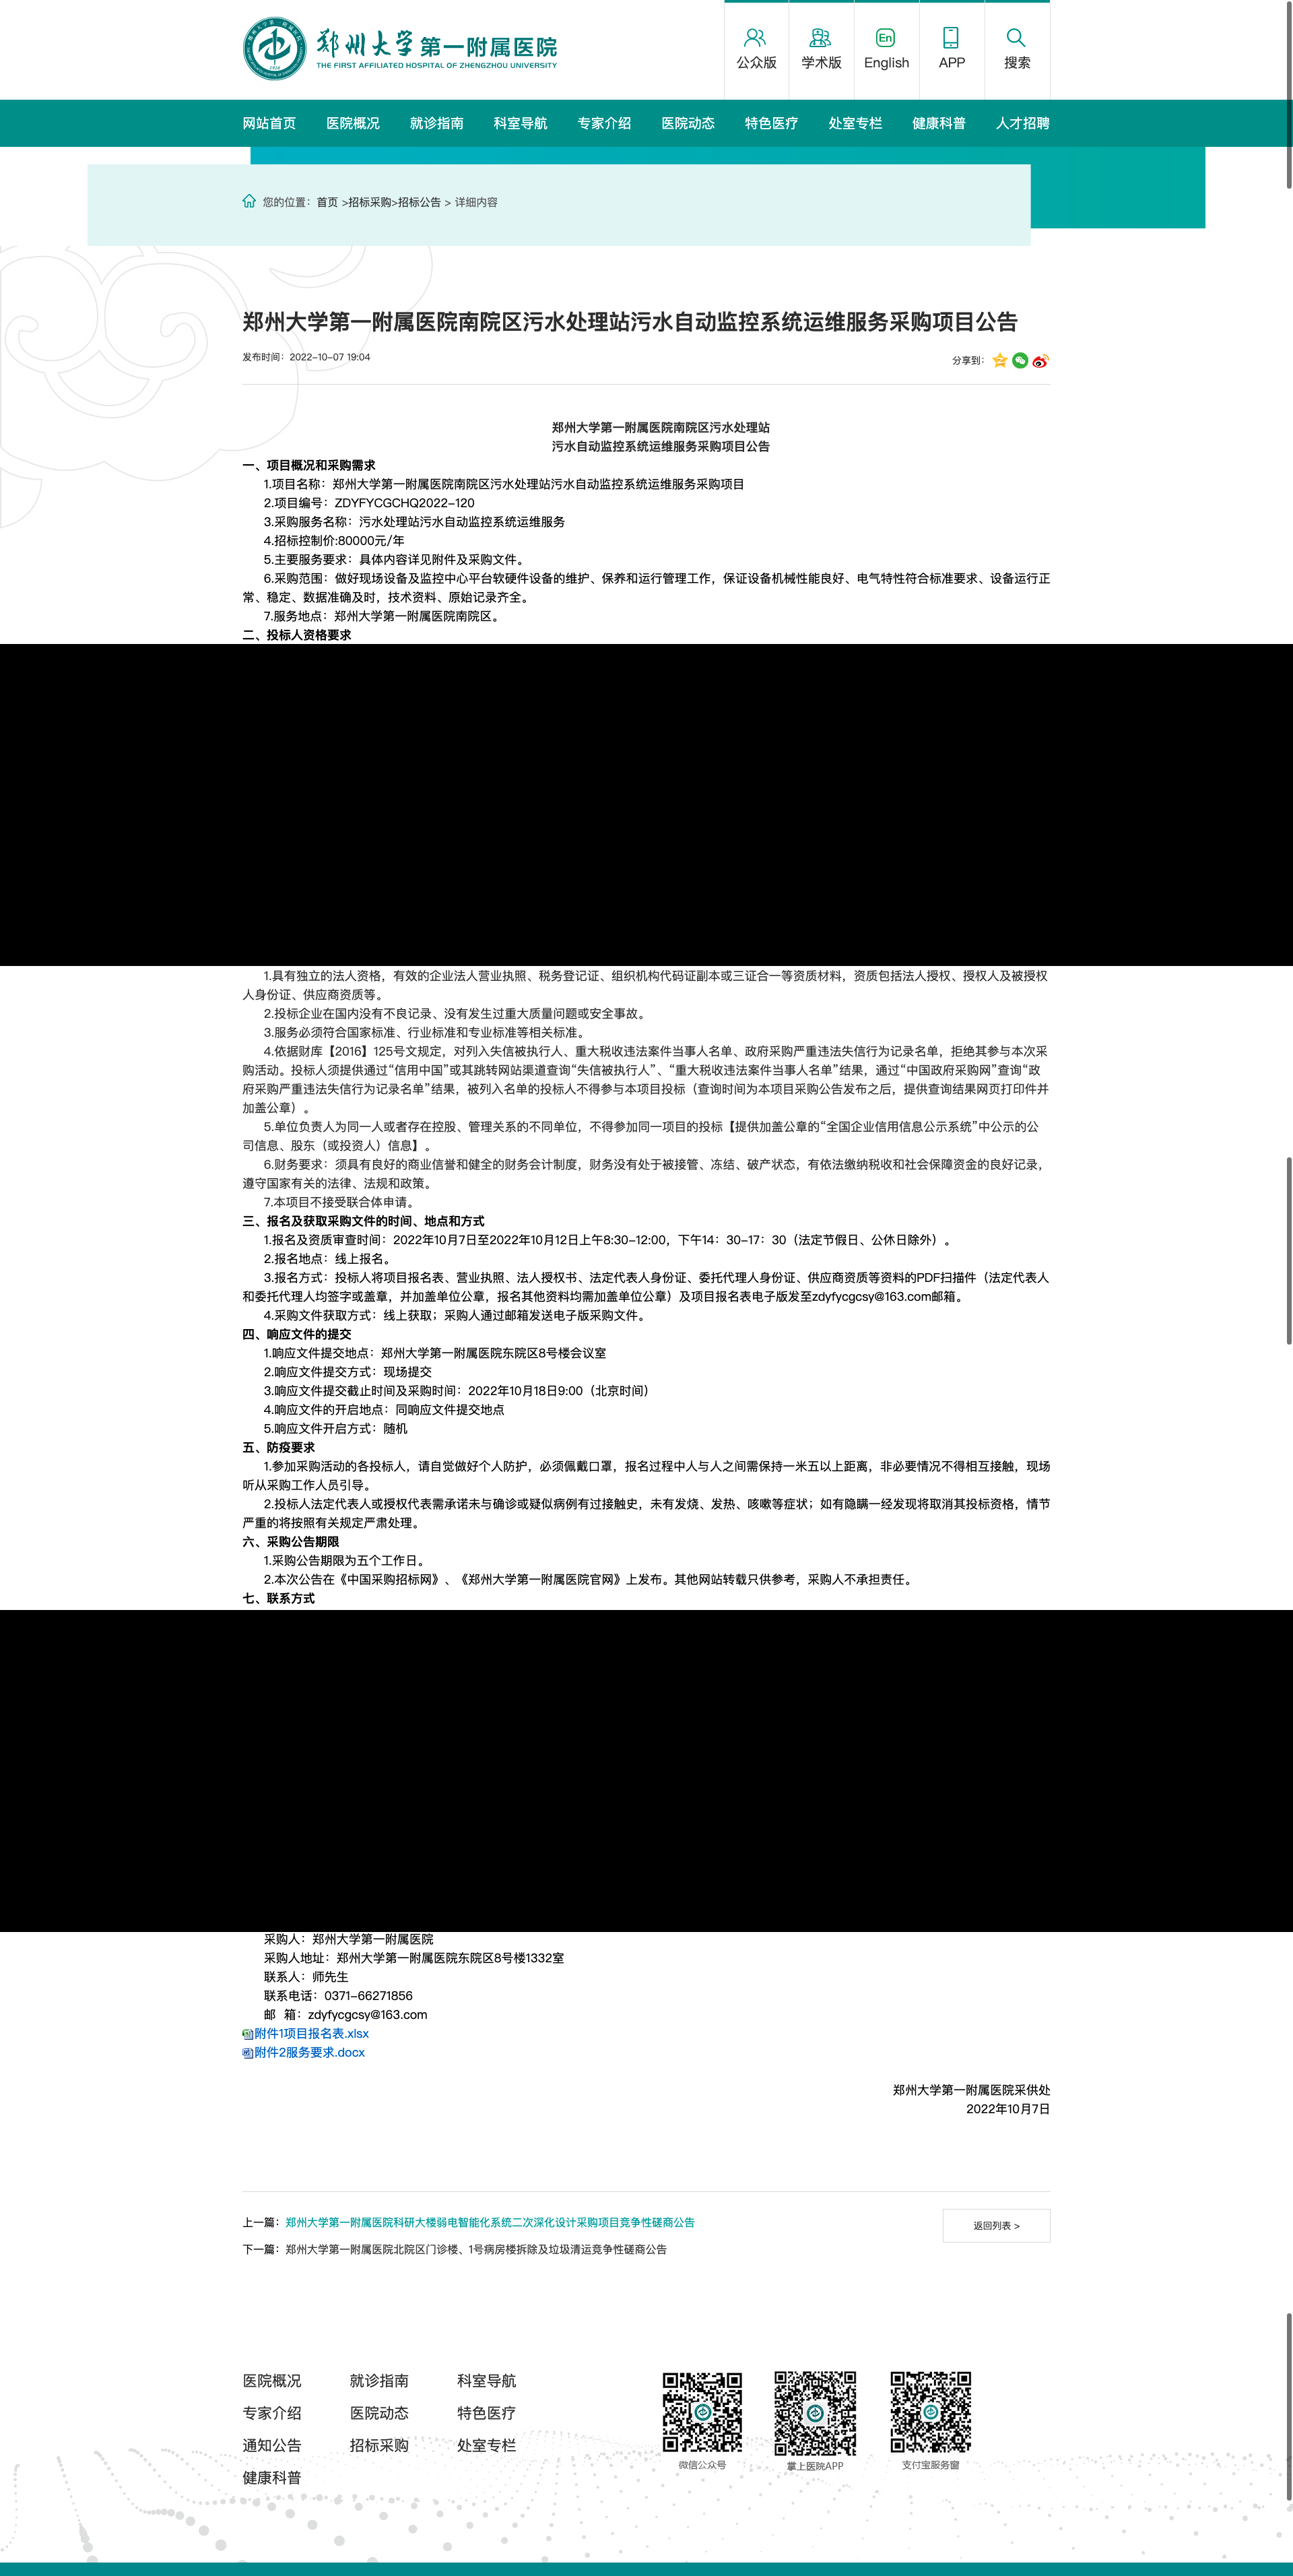 郑州大学第一附属医院
THE FIRST AFFILIATED HOSPITAL OF ZHENGZHOU UNIVERSITY
公众版 学术版 English APP 搜索
网站首页 医院概况 就诊指南 科室导航 专家介绍 医院动态 特色医疗 处室专栏 健康科普 人才招聘
您的位置：首页 >招标采购>招标公告 > 详细内容
郑州大学第一附属医院南院区污水处理站污水自动监控系统运维服务采购项目公告
发布时间：2022-10-07 19:04
分享到：
郑州大学第一附属医院南院区污水处理站
污水自动监控系统运维服务采购项目公告
一、项目概况和采购需求
1.项目名称：郑州大学第一附属医院南院区污水处理站污水自动监控系统运维服务采购项目
2.项目编号：ZDYFYCGCHQ2022-120
3.采购服务名称：污水处理站污水自动监控系统运维服务
4.招标控制价:80000元/年
5.主要服务要求：具体内容详见附件及采购文件。
6.采购范围：做好现场设备及监控中心平台软硬件设备的维护、保养和运行管理工作，保证设备机械性能良好、电气特性符合标准要求、设备运行正
常、稳定、数据准确及时，技术资料、原始记录齐全。
7.服务地点：郑州大学第一附属医院南院区。
二、投标人资格要求
1.具有独立的法人资格，有效的企业法人营业执照、税务登记证、组织机构代码证副本或三证合一等资质材料，资质包括法人授权、授权人及被授权
人身份证、供应商资质等。
2.投标企业在国内没有不良记录、没有发生过重大质量问题或安全事故。
3.服务必须符合国家标准、行业标准和专业标准等相关标准。
4.依据财库【2016】125号文规定，对列入失信被执行人、重大税收违法案件当事人名单、政府采购严重违法失信行为记录名单，拒绝其参与本次采
购活动。投标人须提供通过“信用中国”或其跳转网站渠道查询“失信被执行人”、“重大税收违法案件当事人名单”结果，通过“中国政府采购网”查询“政
府采购严重违法失信行为记录名单”结果，被列入名单的投标人不得参与本项目投标（查询时间为本项目采购公告发布之后，提供查询结果网页打印件并
加盖公章）。
5.单位负责人为同一人或者存在控股、管理关系的不同单位，不得参加同一项目的投标【提供加盖公章的“全国企业信用信息公示系统”中公示的公
司信息、股东（或投资人）信息】。
6.财务要求：须具有良好的商业信誉和健全的财务会计制度，财务没有处于被接管、冻结、破产状态，有依法缴纳税收和社会保障资金的良好记录，
遵守国家有关的法律、法规和政策。
7.本项目不接受联合体申请。
三、报名及获取采购文件的时间、地点和方式
1.报名及资质审查时间：2022年10月7日至2022年10月12日上午8:30-12:00，下午14：30-17：30（法定节假日、公休日除外）。
2.报名地点：线上报名。
3.报名方式：投标人将项目报名表、营业执照、法人授权书、法定代表人身份证、委托代理人身份证、供应商资质等资料的PDF扫描件（法定代表人
和委托代理人均签字或盖章，并加盖单位公章，报名其他资料均需加盖单位公章）及项目报名表电子版发至zdyfycgcsy@163.com邮箱。
4.采购文件获取方式：线上获取；采购人通过邮箱发送电子版采购文件。
四、响应文件的提交
1.响应文件提交地点：郑州大学第一附属医院东院区8号楼会议室
2.响应文件提交方式：现场提交
3.响应文件提交截止时间及采购时间：2022年10月18日9:00（北京时间）
4.响应文件的开启地点：同响应文件提交地点
5.响应文件开启方式：随机
五、防疫要求
1.参加采购活动的各投标人，请自觉做好个人防护，必须佩戴口罩，报名过程中人与人之间需保持一米五以上距离，非必要情况不得相互接触，现场
听从采购工作人员引导。
2.投标人法定代表人或授权代表需承诺未与确诊或疑似病例有过接触史，未有发烧、发热、咳嗽等症状；如有隐瞒一经发现将取消其投标资格，情节
严重的将按照有关规定严肃处理。
六、采购公告期限
1.采购公告期限为五个工作日。
2.本次公告在《中国采购招标网》、《郑州大学第一附属医院官网》上发布。其他网站转载只供参考，采购人不承担责任。
七、联系方式
采购人：郑州大学第一附属医院
采购人地址：郑州大学第一附属医院东院区8号楼1332室
联系人：师先生
联系电话：0371-66271856
邮 箱：zdyfycgcsy@163.com
附件1项目报名表.xlsx
附件2服务要求.docx
郑州大学第一附属医院采供处
2022年10月7日
上一篇：郑州大学第一附属医院科研大楼弱电智能化系统二次深化设计采购项目竞争性磋商公告
返回列表 >
下一篇：郑州大学第一附属医院北院区门诊楼、1号病房楼拆除及垃圾清运竞争性磋商公告
医院概况 就诊指南 科室导航
专家介绍 医院动态 特色医疗
通知公告 招标采购 处室专栏
健康科普
微信公众号 掌上医院APP 支付宝服务窗